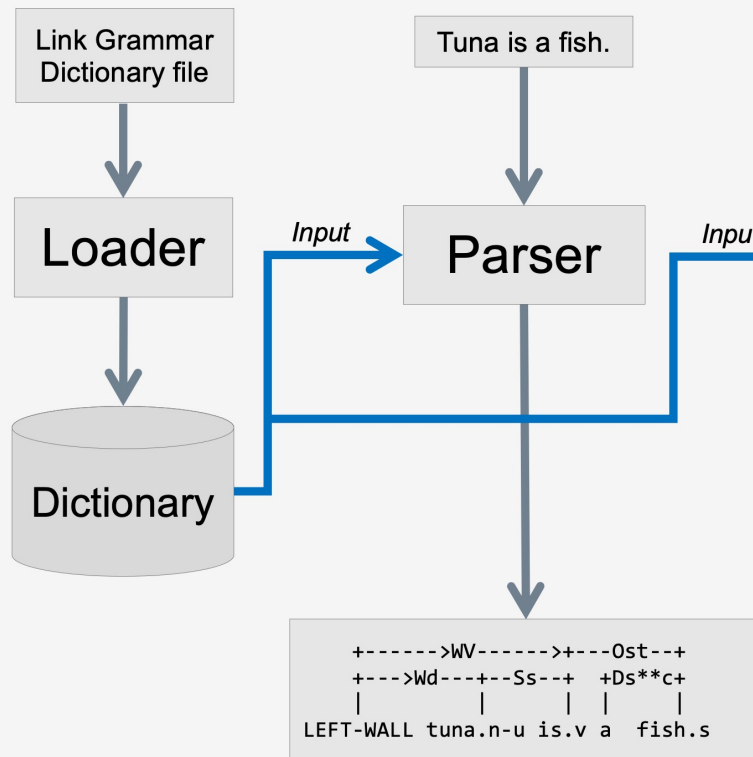 Link Grammar
Dictionary file
Tuna is a fish.
Loader
Input
Parser
Inpu
Dictionary
+------>WV------>+---Ost--+
+--->Wd---+--Ss--+  +Ds**c+
|         |      |  |     |
LEFT-WALL tuna.n-u is.v a  fish.s